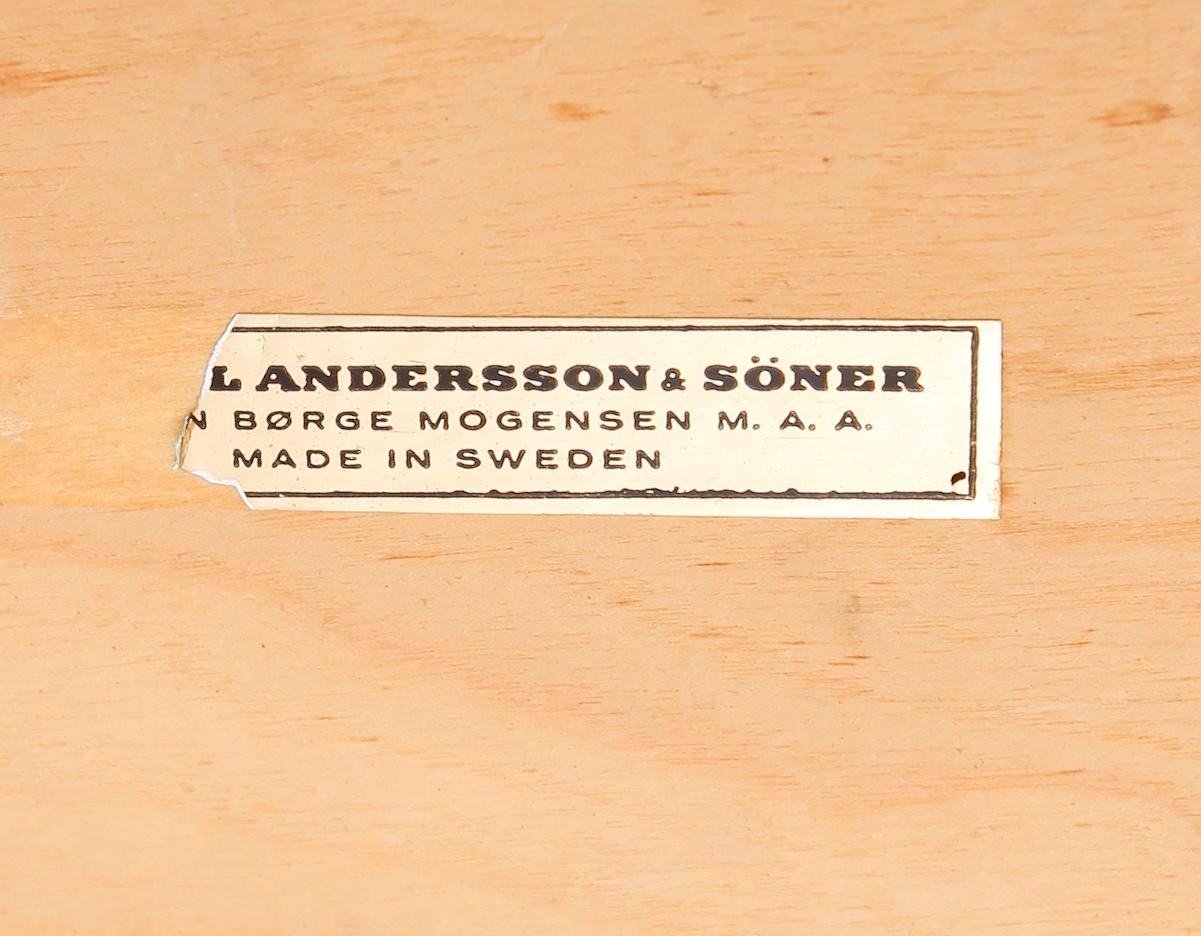 L ANDERSSON & SÖNER
N BØRGE MOGENSEN M. A. A.
MADE IN SWEDEN